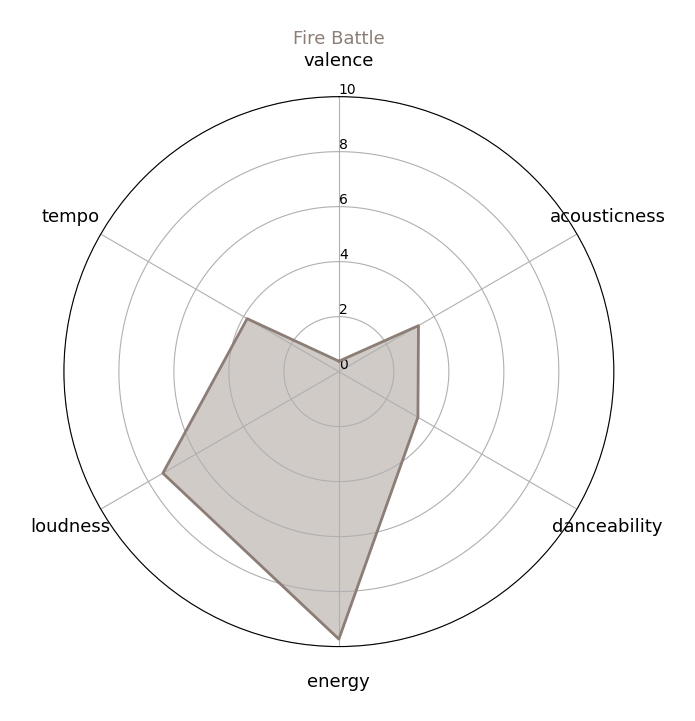 Fire Battle
valence
10
8
6
4
2
0
tempo
acousticness
loudness
danceability
energy